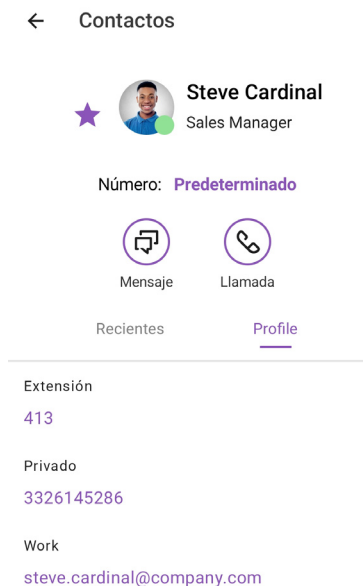 Contactos
Steve Cardinal
Sales Manager
Número: Predeterminado
Mensaje Llamada
Recientes Profile
Extensión
413
Privado
3326145286
Work
steve.cardinal@company.com